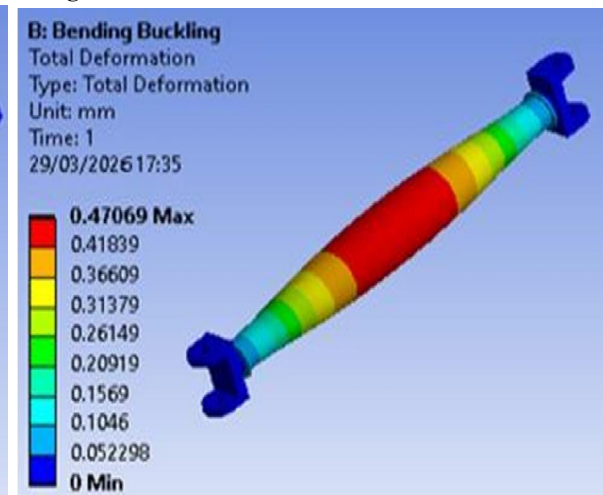 B: Bending Buckling
Total Deformation
Type: Total Deformation
Unit: mm
Time: 1
29/03/2026 17:35
0.47069 Max
0.41839
0.36609
0.31379
0.26149
0.20919
0.1569
0.1046
0.052298
0 Min